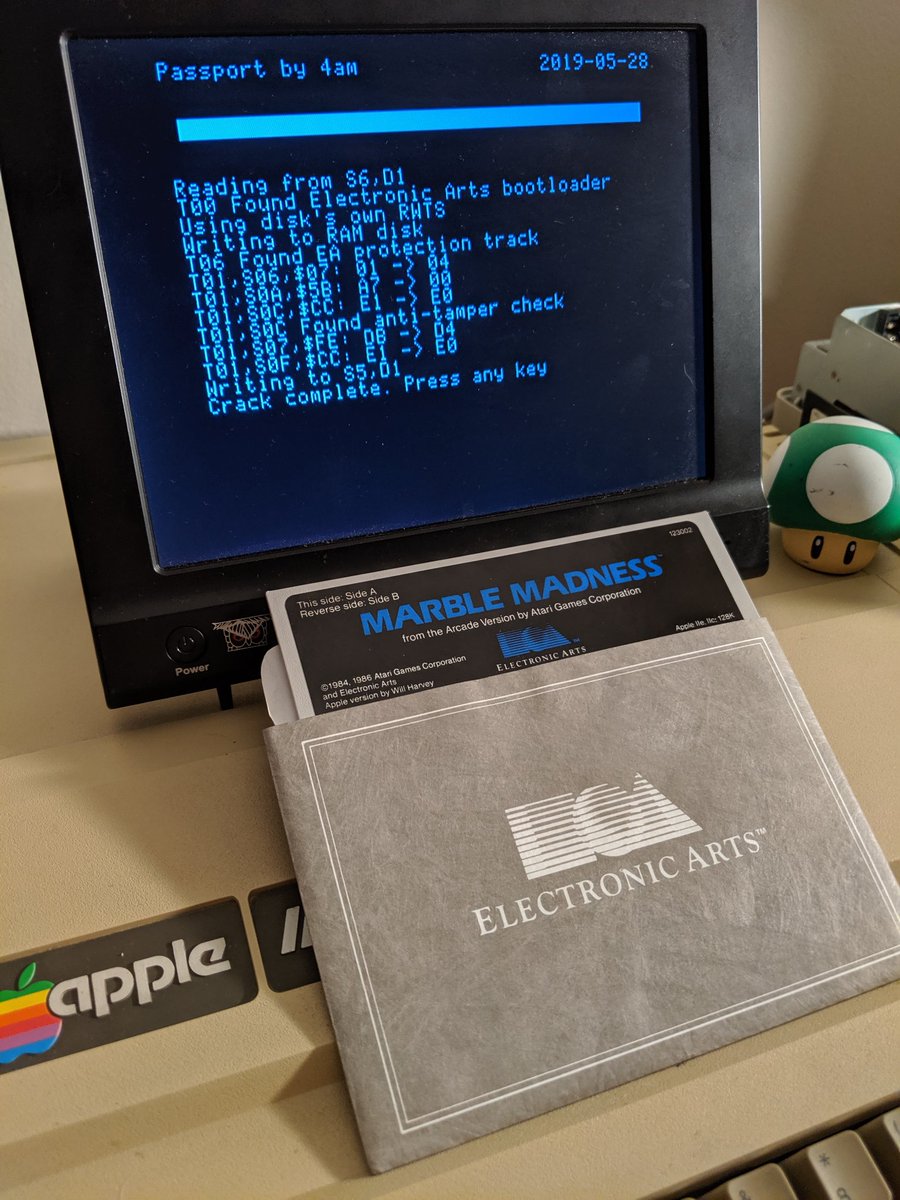 Passport by 4am 2019-05-28
Reading from S6,D1
T00 Found Electronic Arts bootloader
Using disk's own RWTS
Writing to RAM disk
T06 Found EA protection track
T01,S06,$07: 01 -> 04
T01,S0A,$5B: A7 -> 00
T01,S0C,$CC: E1 -> E0
T01,S0C Found anti-tamper check
T01,S07,$FE: D8 -> D4
T01,S0F,$CC: E1 -> E0
Writing to S5,D1
Crack complete. Press any key
Power
This side: Side A
Reverse side: Side B
123002
MARBLE MADNESS™
from the Arcade Version by Atari Games Corporation
ELECTRONIC ARTS™
Apple IIe, IIc: 128K
©1984, 1986 Atari Games Corporation
and Electronic Arts
Apple version by Will Harvey
ELECTRONIC ARTS™
apple